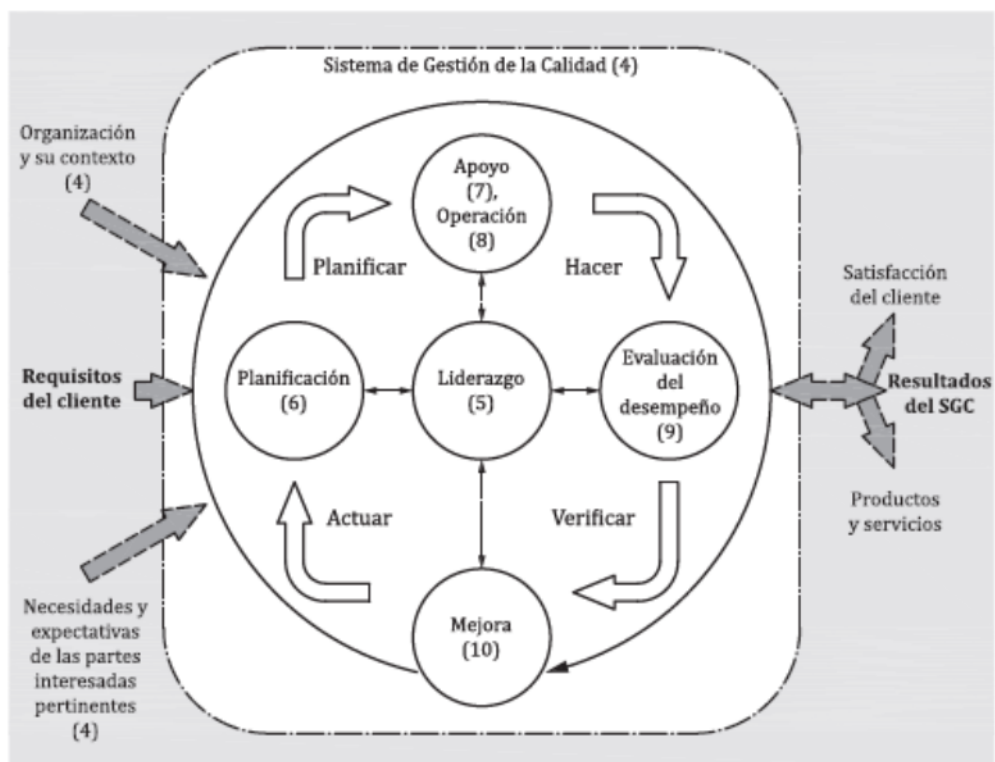 Sistema de Gestión de la Calidad (4)
Organización
y su contexto
(4)
Apoyo
(7),
Operación
(8)
Planificar
Hacer
Satisfacción
del cliente
Requisitos
del cliente
Planificación
(6)
Liderazgo
(5)
Evaluación
del
desempeño
(9)
Resultados
del SGC
Actuar
Verificar
Productos
y servicios
Necesidades y
expectativas
de las partes
interesadas
pertinentes
(4)
Mejora
(10)